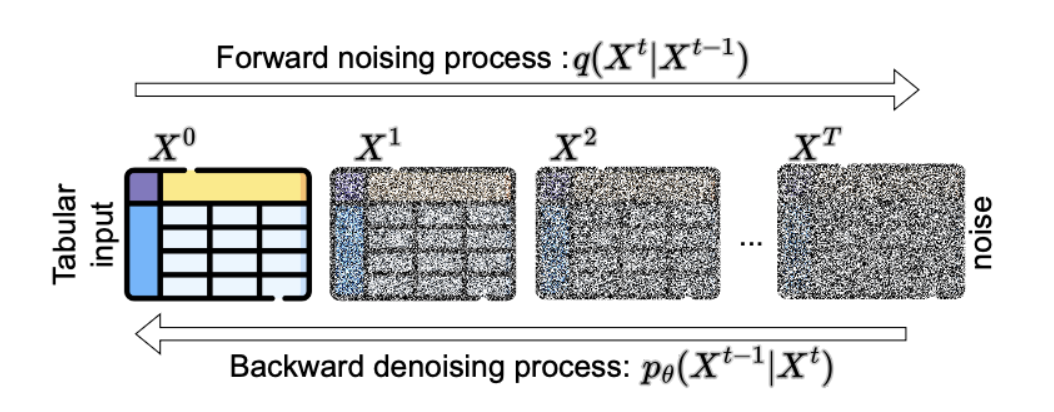 Forward noising process : q(X^t|X^{t-1})
X^0 X^1 X^2 X^T
Tabular
input
...
noise
Backward denoising process: p_θ(X^{t-1}|X^t)